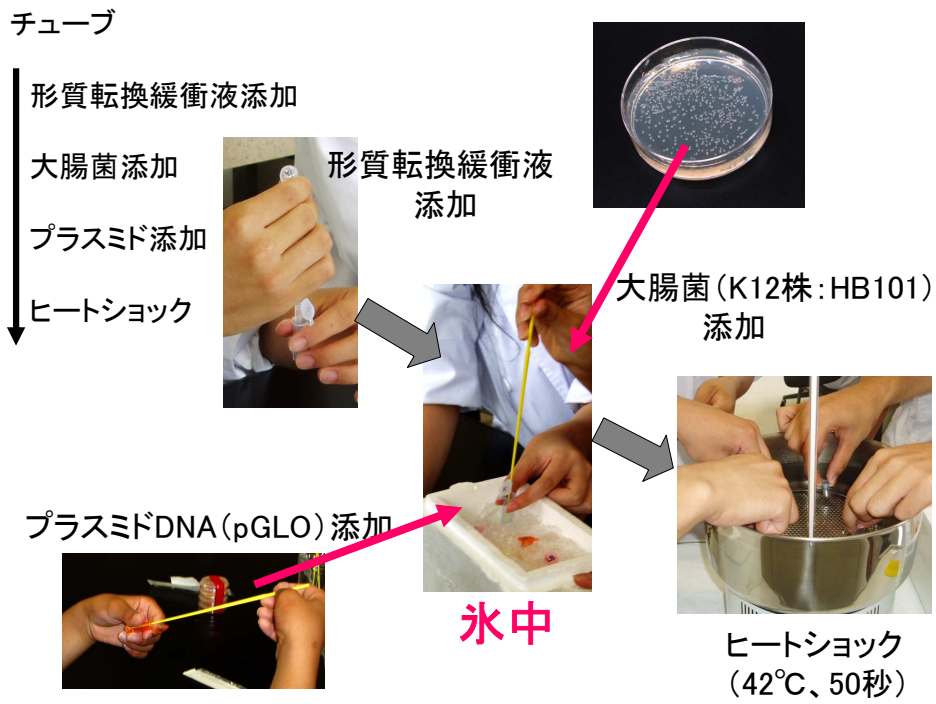 チューブ
形質転換緩衝液添加
大腸菌添加
プラスミド添加
ヒートショック
形質転換緩衝液
添加
大腸菌(K12株:HB101)
添加
プラスミドDNA(pGLO)添加
氷中
ヒートショック
(42℃、50秒)